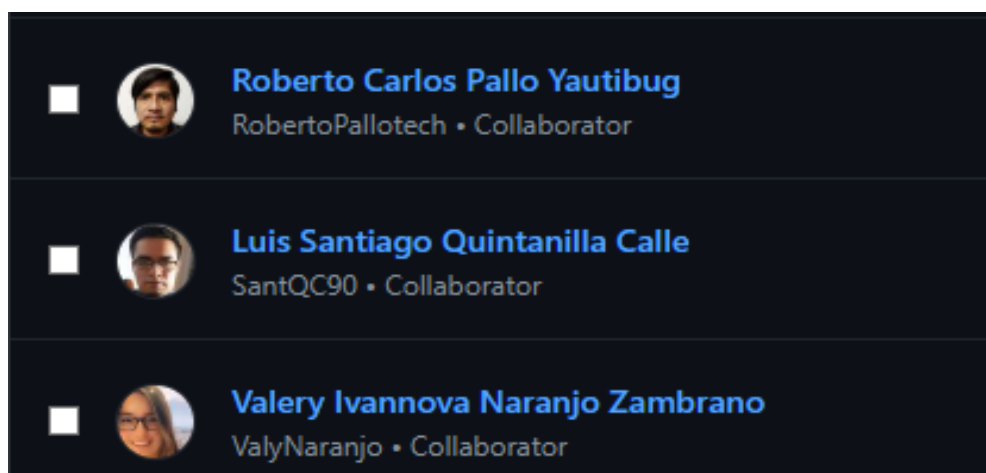 Roberto Carlos Pallo Yautibug
RobertoPallotech • Collaborator
Luis Santiago Quintanilla Calle
SantQC90 • Collaborator
Valery Ivannova Naranjo Zambrano
ValyNaranjo • Collaborator